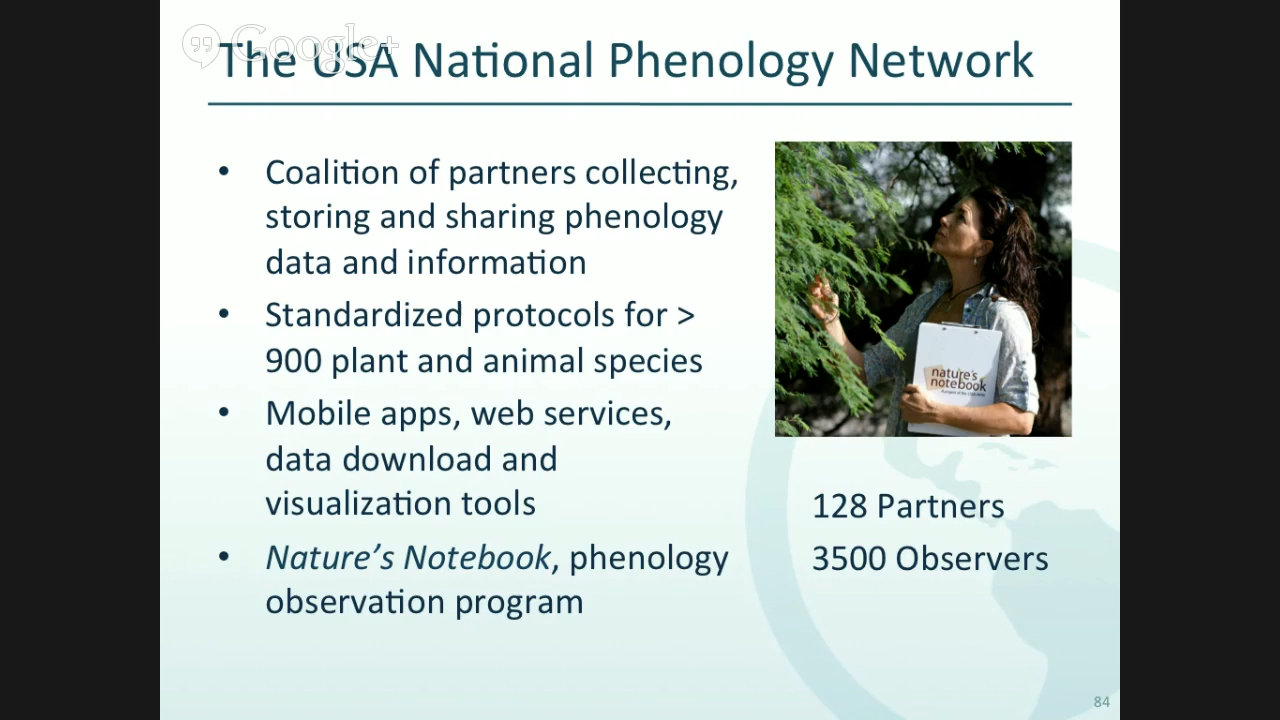 Google+
The USA National Phenology Network
• Coalition of partners collecting,
storing and sharing phenology
data and information
• Standardized protocols for >
900 plant and animal species
• Mobile apps, web services,
data download and
visualization tools
• Nature's Notebook, phenology
observation program
nature's
notebook
128 Partners
3500 Observers
84